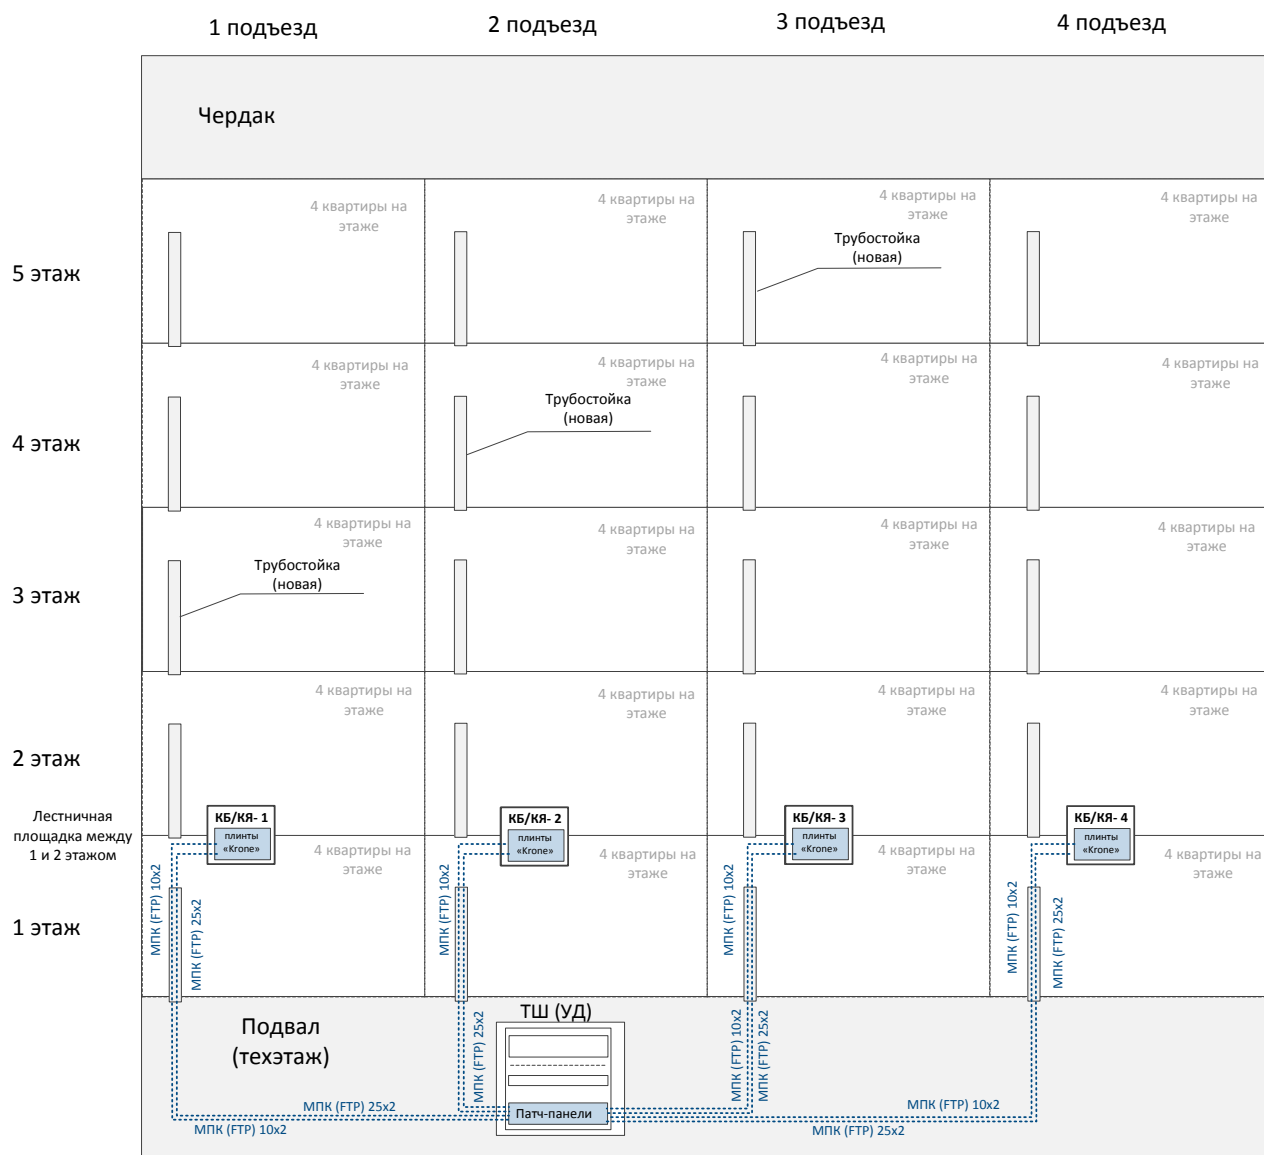 1 подъезд
2 подъезд
3 подъезд
4 подъезд
Чердак
4 квартиры на
этаже
4 квартиры на
этаже
4 квартиры на
этаже
4 квартиры на
этаже
Трубостойка
(новая)
5 этаж
4 квартиры на
этаже
4 квартиры на
этаже
4 квартиры на
этаже
4 квартиры на
этаже
Трубостойка
(новая)
4 этаж
4 квартиры на
этаже
4 квартиры на
этаже
4 квартиры на
этаже
4 квартиры на
этаже
Трубостойка
(новая)
3 этаж
4 квартиры на
этаже
4 квартиры на
этаже
4 квартиры на
этаже
4 квартиры на
этаже
2 этаж
Лестничная
площадка между
1 и 2 этажом
КБ/КЯ- 1
плинты
«Krone»
КБ/КЯ- 2
плинты
«Krone»
КБ/КЯ- 3
плинты
«Krone»
КБ/КЯ- 4
плинты
«Krone»
4 квартиры на
этаже
4 квартиры на
этаже
4 квартиры на
этаже
4 квартиры на
этаже
1 этаж
МПК (FTP) 10x2
МПК (FTP) 25x2
МПК (FTP) 10x2
МПК (FTP) 10x2
МПК (FTP) 10x2
МПК (FTP) 25x2
Подвал
(техэтаж)
МПК (FTP) 25x2
ТШ (УД)
Патч-панели
МПК (FTP) 10x2
МПК (FTP) 25x2
МПК (FTP) 25x2
МПК (FTP) 10x2
МПК (FTP) 10x2
МПК (FTP) 25x2